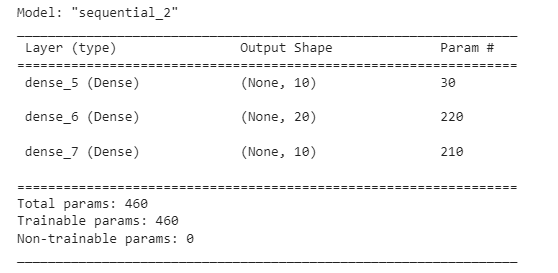 Model: "sequential_2"
Layer (type) Output Shape Param #
dense_5 (Dense) (None, 10) 30
dense_6 (Dense) (None, 20) 220
dense_7 (Dense) (None, 10) 210
Total params: 460
Trainable params: 460
Non-trainable params: 0